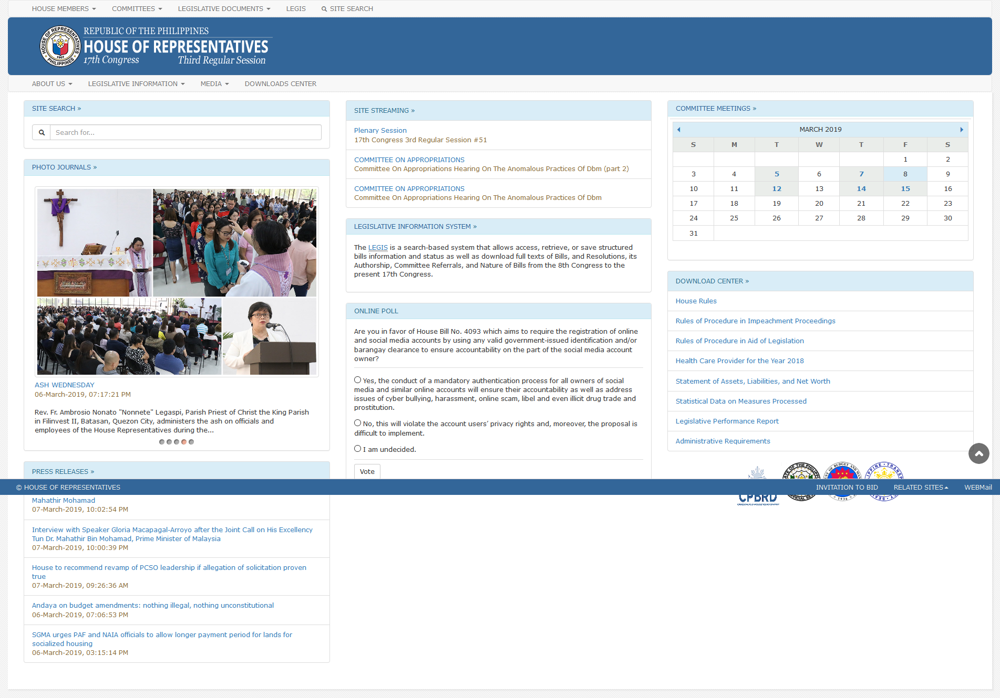 HOUSE MEMBERS
COMMITTEES
LEGISLATIVE DOCUMENTS
LEGIS
SITE SEARCH
REPUBLIC OF THE PHILIPPINES
HOUSE OF REPRESENTATIVES
17th Congress Third Regular Session
HOUSE OF REPRESENTATIVES
1907
PHILIPPINES
ABOUT US
LEGISLATIVE INFORMATION
MEDIA
DOWNLOADS CENTER
SITE SEARCH »
Search for...
PHOTO JOURNALS »
ASH WEDNESDAY
06-March-2019, 07:17:21 PM
Rev. Fr. Ambrosio Nonato "Nonnete" Legaspi, Parish Priest of Christ the King Parish
in Filinvest II, Batasan, Quezon City, administers the ash on officials and
employees of the House Representatives during the...
PRESS RELEASES »
Mahathir Mohamad
07-March-2019, 10:02:54 PM
Interview with Speaker Gloria Macapagal-Arroyo after the Joint Call on His Excellency
Tun Dr. Mahathir Bin Mohamad, Prime Minister of Malaysia
07-March-2019, 10:00:39 PM
House to recommend revamp of PCSO leadership if allegation of solicitation proven
true
07-March-2019, 09:26:36 AM
Andaya on budget amendments: nothing illegal, nothing unconstitutional
06-March-2019, 07:06:53 PM
SGMA urges PAF and NAIA officials to allow longer payment period for lands for
socialized housing
06-March-2019, 03:15:14 PM
SITE STREAMING »
Plenary Session
17th Congress 3rd Regular Session #51
COMMITTEE ON APPROPRIATIONS
Committee On Appropriations Hearing On The Anomalous Practices Of Dbm (part 2)
COMMITTEE ON APPROPRIATIONS
Committee On Appropriations Hearing On The Anomalous Practices Of Dbm
LEGISLATIVE INFORMATION SYSTEM »
The LEGIS is a search-based system that allows access, retrieve, or save structured
bills information and status as well as download full texts of Bills, and Resolutions, its
Authorship, Committee Referrals, and Nature of Bills from the 8th Congress to the
present 17th Congress.
ONLINE POLL
Are you in favor of House Bill No. 4093 which aims to require the registration of online
and social media accounts by using any valid government-issued identification and/or
barangay clearance to ensure accountability on the part of the social media account
owner?
Yes, the conduct of a mandatory authentication process for all owners of social
media and similar online accounts will ensure their accountability as well as address
issues of cyber bullying, harassment, online scam, libel and even illicit drug trade and
prostitution.
No, this will violate the account users’ privacy rights and, moreover, the proposal is
difficult to implement.
I am undecided.
Vote
COMMITTEE MEETINGS »
MARCH 2019
S M T W T F S
1 2
3 4 5 6 7 8 9
10 11 12 13 14 15 16
17 18 19 20 21 22 23
24 25 26 27 28 29 30
31
DOWNLOAD CENTER »
House Rules
Rules of Procedure in Impeachment Proceedings
Rules of Procedure in Aid of Legislation
Health Care Provider for the Year 2018
Statement of Assets, Liabilities, and Net Worth
Statistical Data on Measures Processed
Legislative Performance Report
Administrative Requirements
CPBRD
© HOUSE OF REPRESENTATIVES
INVITATION TO BID
RELATED SITES
WEBMail